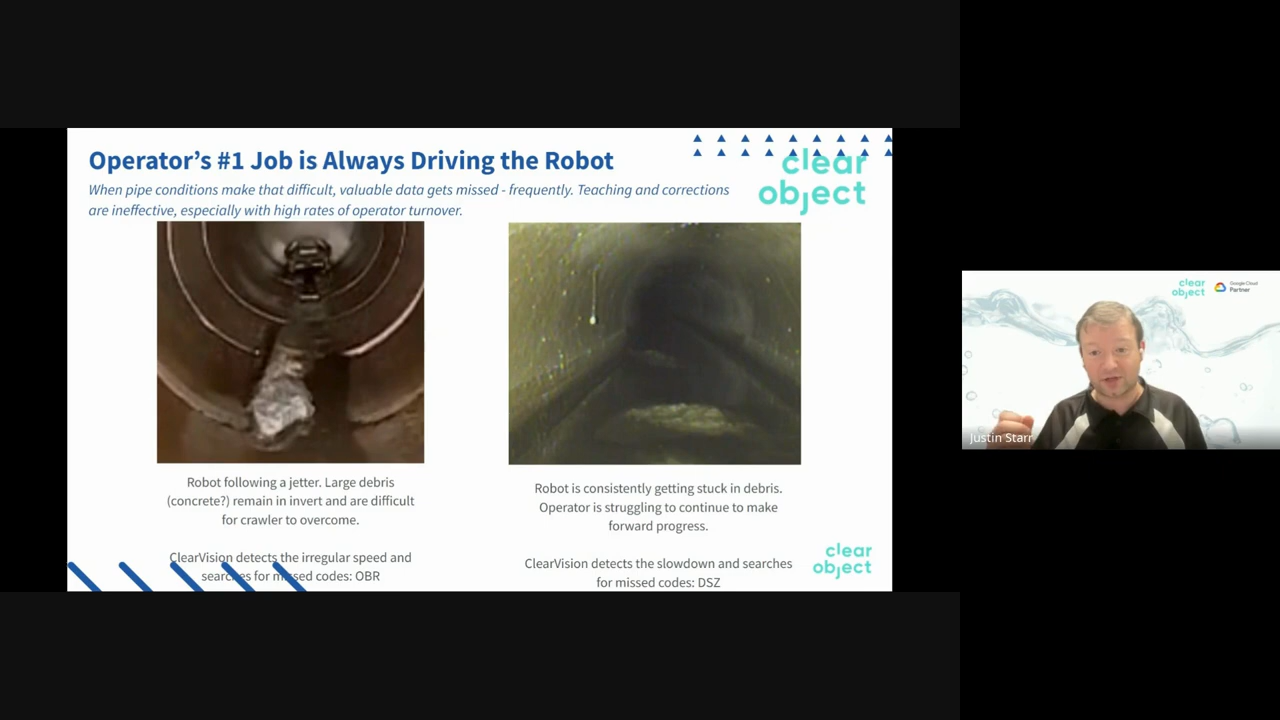 Operator's #1 Job is Always Driving the Robot
When pipe conditions make that difficult, valuable data gets missed - frequently. Teaching and corrections
are ineffective, especially with high rates of operator turnover.
clear
object
Robot following a jetter. Large debris
(concrete?) remain in invert and are difficult
for crawler to overcome.
ClearVision detects the irregular speed and
searches for missed codes: OBR
Robot is consistently getting stuck in debris.
Operator is struggling to continue to make
forward progress.
ClearVision detects the slowdown and searches
for missed codes: DSZ
clear
object
clear
object
Google Cloud
Partner
Justin Starr